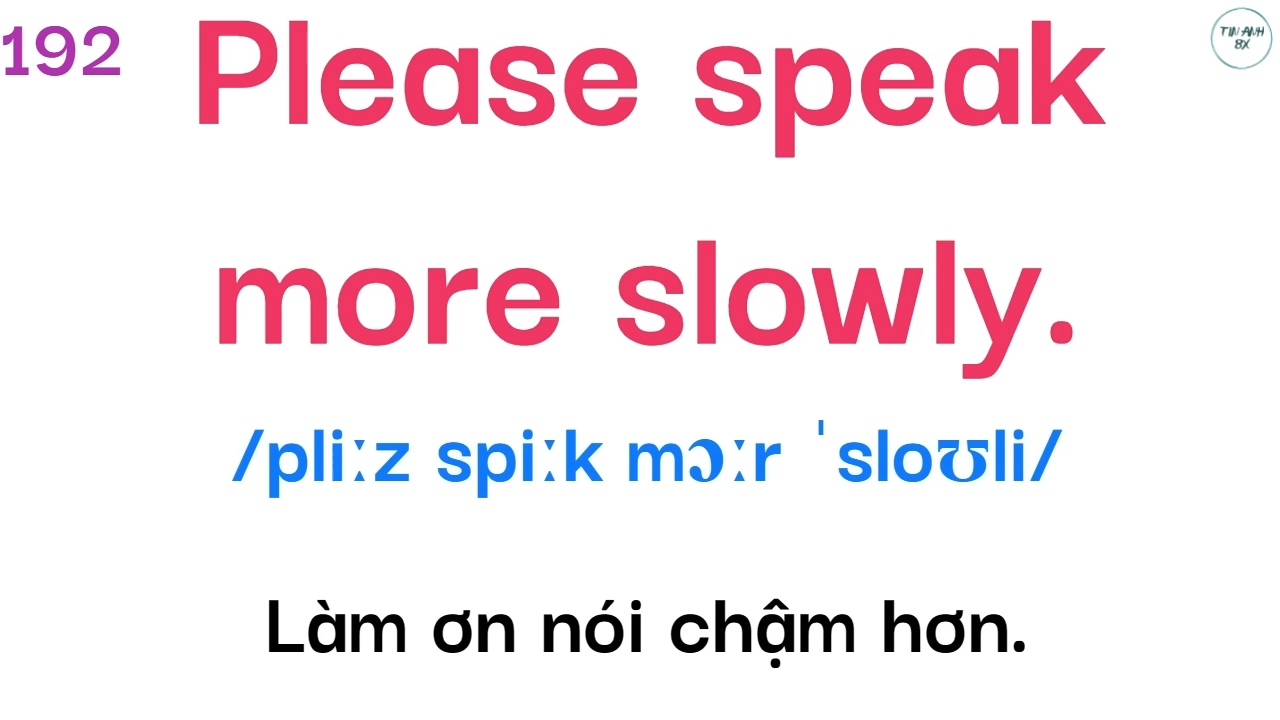 192
Please speak
more slowly.
/pliːz spiːk mɔːr ˈsloʊli/
Làm ơn nói chậm hơn.
TIN ANH
8X